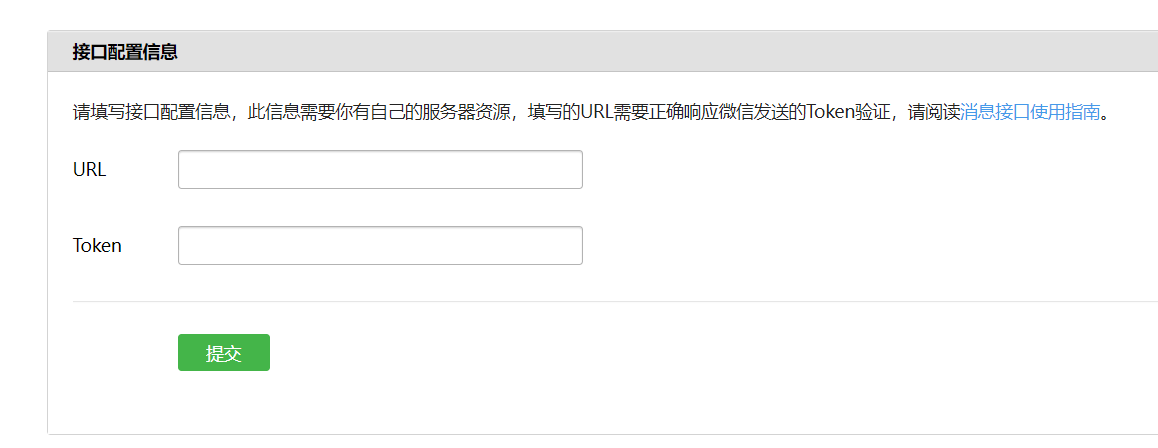 接口配置信息
请填写接口配置信息，此信息需要你有自己的服务器资源，填写的URL需要正确响应微信发送的Token验证，请阅读消息接口使用指南。
URL
Token
提交